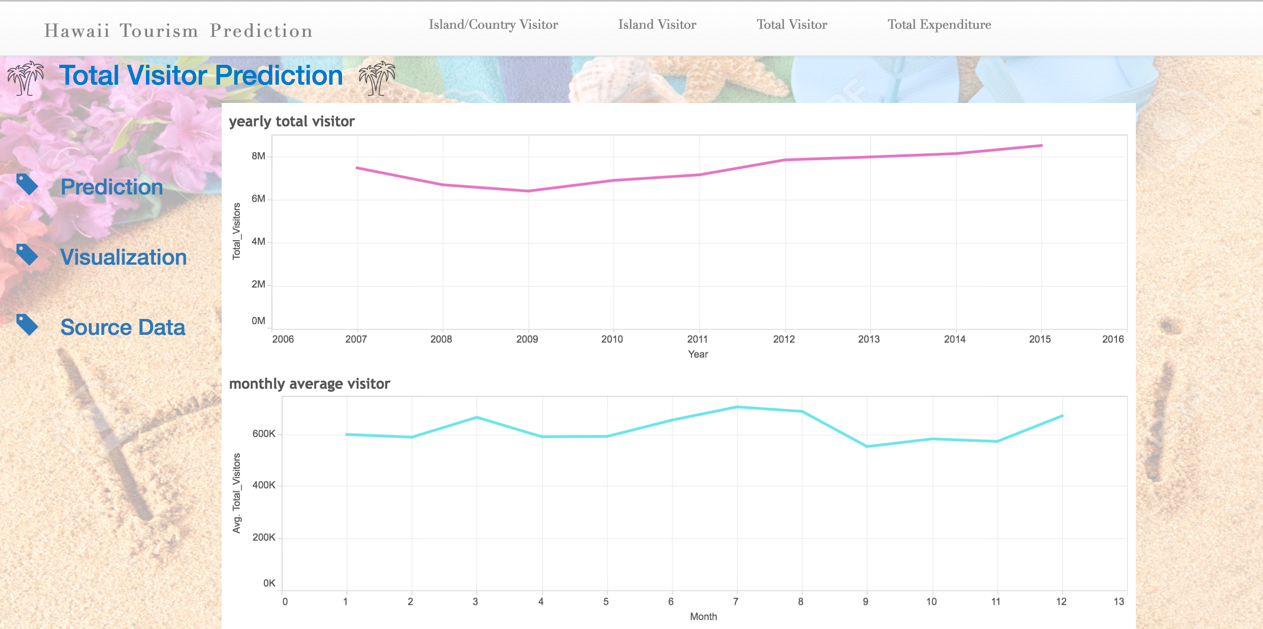 Hawaii Tourism Prediction
Island/Country Visitor
Island Visitor
Total Visitor
Total Expenditure
Total Visitor Prediction
Prediction
Visualization
Source Data
yearly total visitor
8M
6M
4M
2M
0M
Total_Visitors
2006 2007 2008 2009 2010 2011 2012 2013 2014 2015 2016
Year
monthly average visitor
600K
400K
200K
0K
Avg. Total_Visitors
0 1 2 3 4 5 6 7 8 9 10 11 12 13
Month